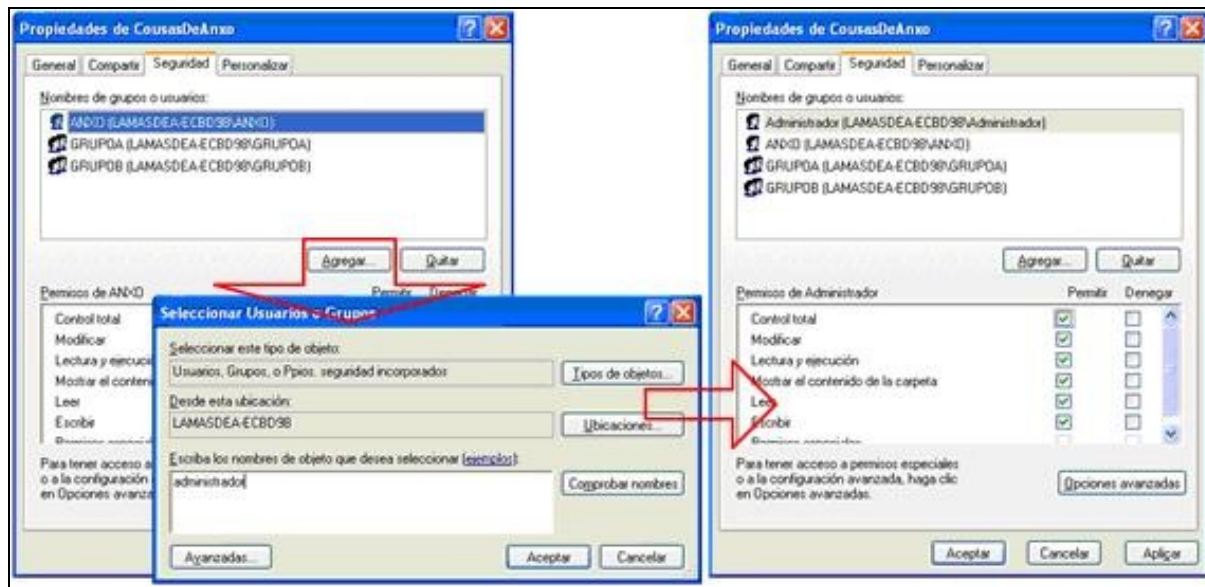 Propiedades de CousasDeAnxo
General Compartir Seguridad Personalizar
Nombres de grupos o usuarios:
ANXO (LAMASDEA-ECBD98\ANXO)
GRUPOA (LAMASDEA-ECBD98\GRUPOA)
GRUPOB (LAMASDEA-ECBD98\GRUPOB)
Agregar... Quitar
Permisos de ANXO Permitir
Control total
Modificar
Lectura y ejecució
Mostrar el conteni
Leer
Escribir
Para tener acceso a
o a la configuración
en Opciones avanza
Seleccionar Usuarios o Grupos
Seleccionar este tipo de objeto:
Usuarios, Grupos, o Ppios. seguridad incorporados
Tipos de objetos...
Desde esta ubicación:
LAMASDEA-ECBD98
Ubicaciones...
Escriba los nombres de objeto que desea seleccionar (ejemplos):
administrador
Comprobar nombres
Avanzadas... Aceptar Cancelar
Propiedades de CousasDeAnxo
General Compartir Seguridad Personalizar
Nombres de grupos o usuarios:
Administrador (LAMASDEA-ECBD98\Administrador)
ANXO (LAMASDEA-ECBD98\ANXO)
GRUPOA (LAMASDEA-ECBD98\GRUPOA)
GRUPOB (LAMASDEA-ECBD98\GRUPOB)
Agregar... Quitar
Permisos de Administrador Permitir Denegar
Control total
Modificar
Lectura y ejecución
Mostrar el contenido de la carpeta
Leer
Escribir
Para tener acceso a permisos especiales
o a la configuración avanzada, haga clic
en Opciones avanzadas.
Opciones avanzadas
Aceptar Cancelar Aplicar